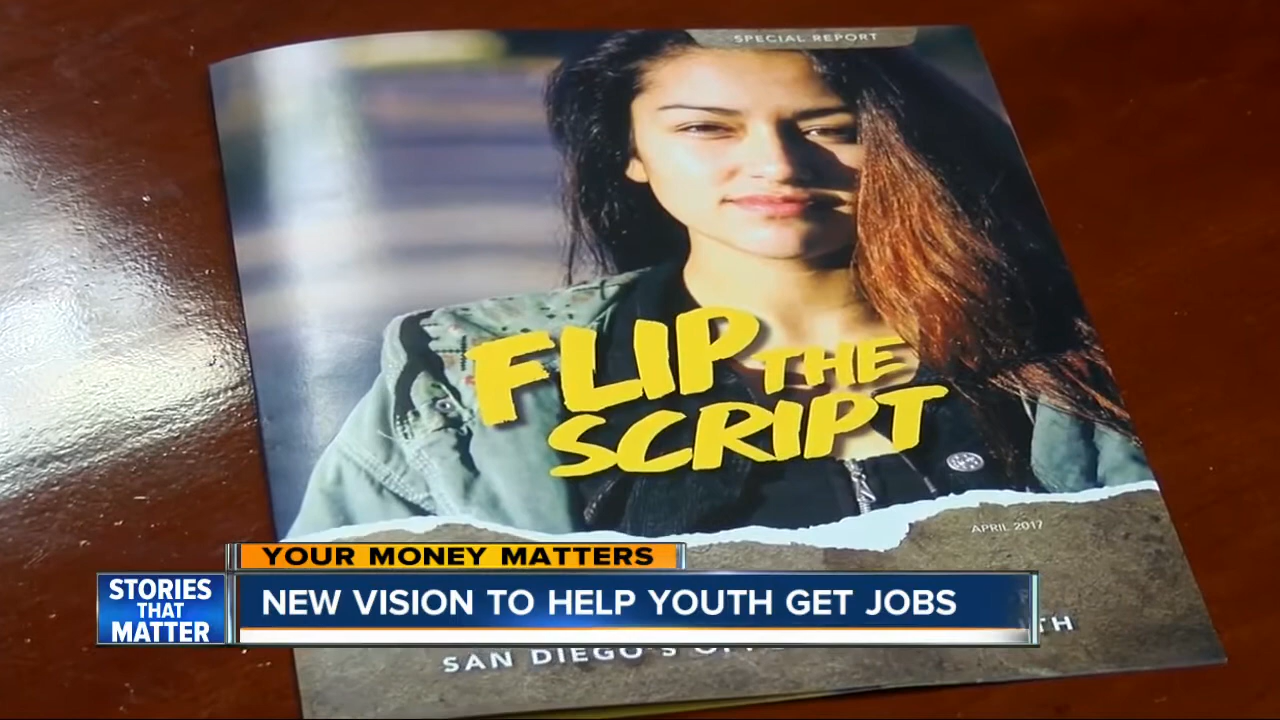 SPECIAL REPORT
FLIP THE
SCRIPT
APRIL 2017
YOUR MONEY MATTERS
STORIES
THAT
MATTER
NEW VISION TO HELP YOUTH GET JOBS
SAN DIEGO'S